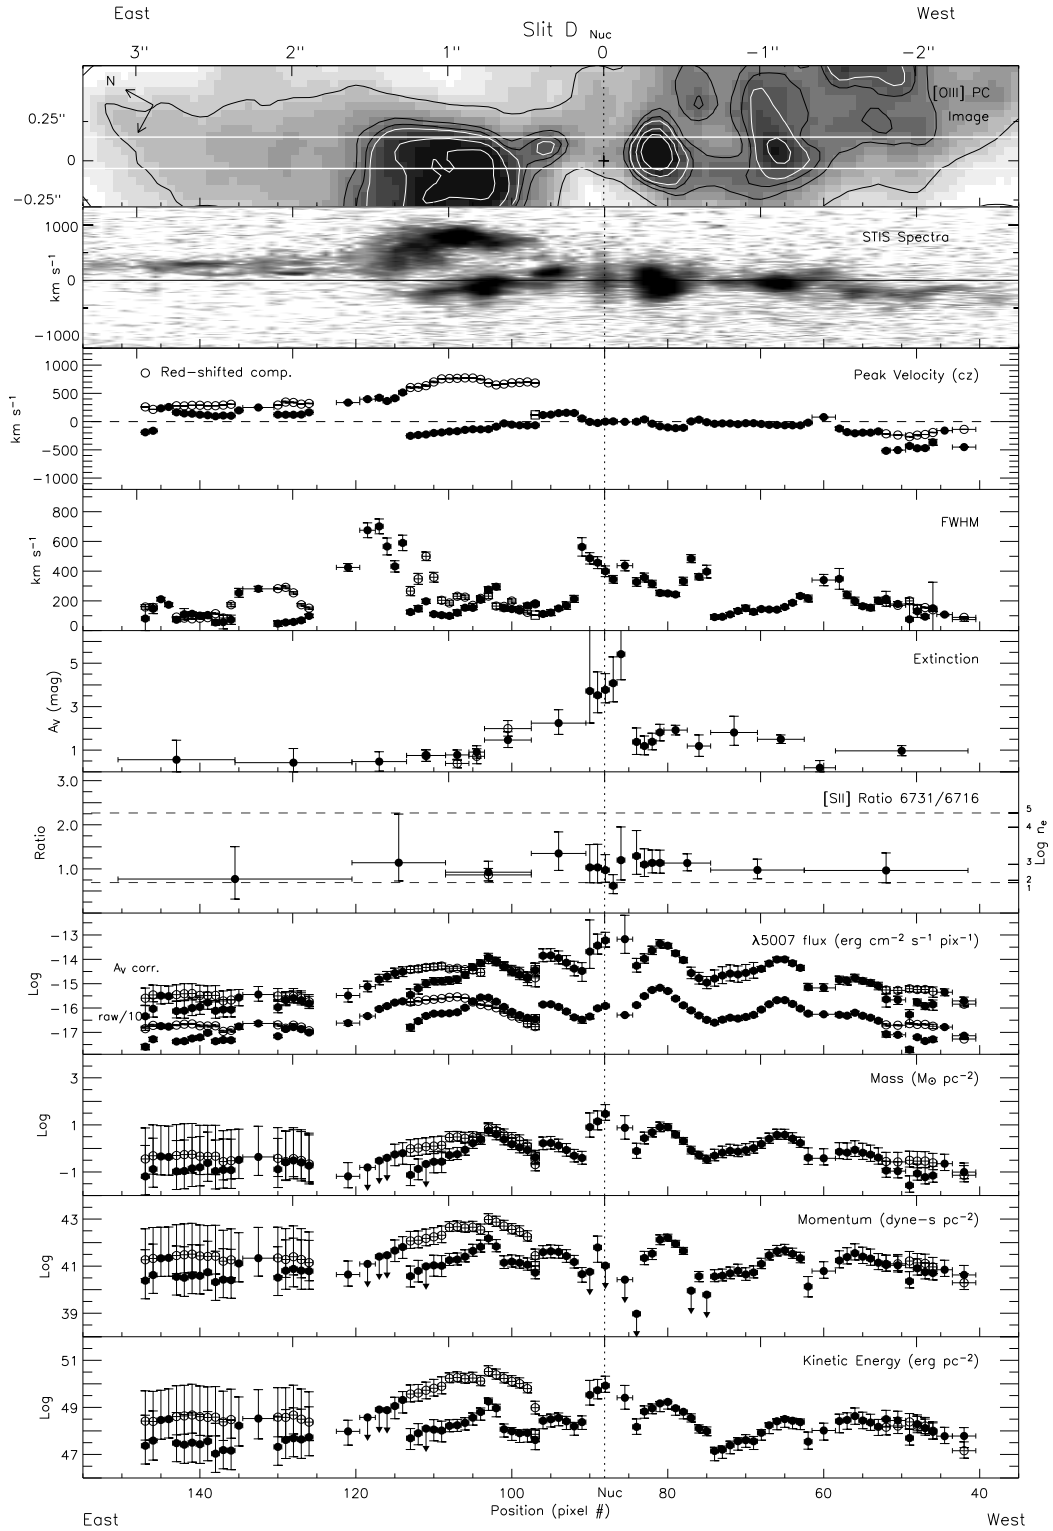 East West
Slit D Nuc
3" 2" 1" 0 -1" -2"
N
[OIII] PC
Image
0.25"
0
-0.25"
STIS Spectra
1000
0
-1000
km s⁻¹
○ Red-shifted comp.
Peak Velocity (cz)
1000
500
0
-500
-1000
km s⁻¹
FWHM
800
600
400
200
0
km s⁻¹
Extinction
5
3
1
Aᵥ (mag)
[SII] Ratio 6731/6716
3.0
2.0
1.0
Ratio
5
4
3
2
1
Log nₑ
λ5007 flux (erg cm⁻² s⁻¹ pix⁻¹)
Aᵥ corr.
raw/10
-13
-14
-15
-16
-17
Log
Mass (M⊙ pc⁻²)
3
1
-1
Log
Momentum (dyne-s pc⁻²)
43
41
39
Log
Kinetic Energy (erg pc⁻²)
51
49
47
Log
140 120 100 Nuc 80 60 40
Position (pixel #)
East West